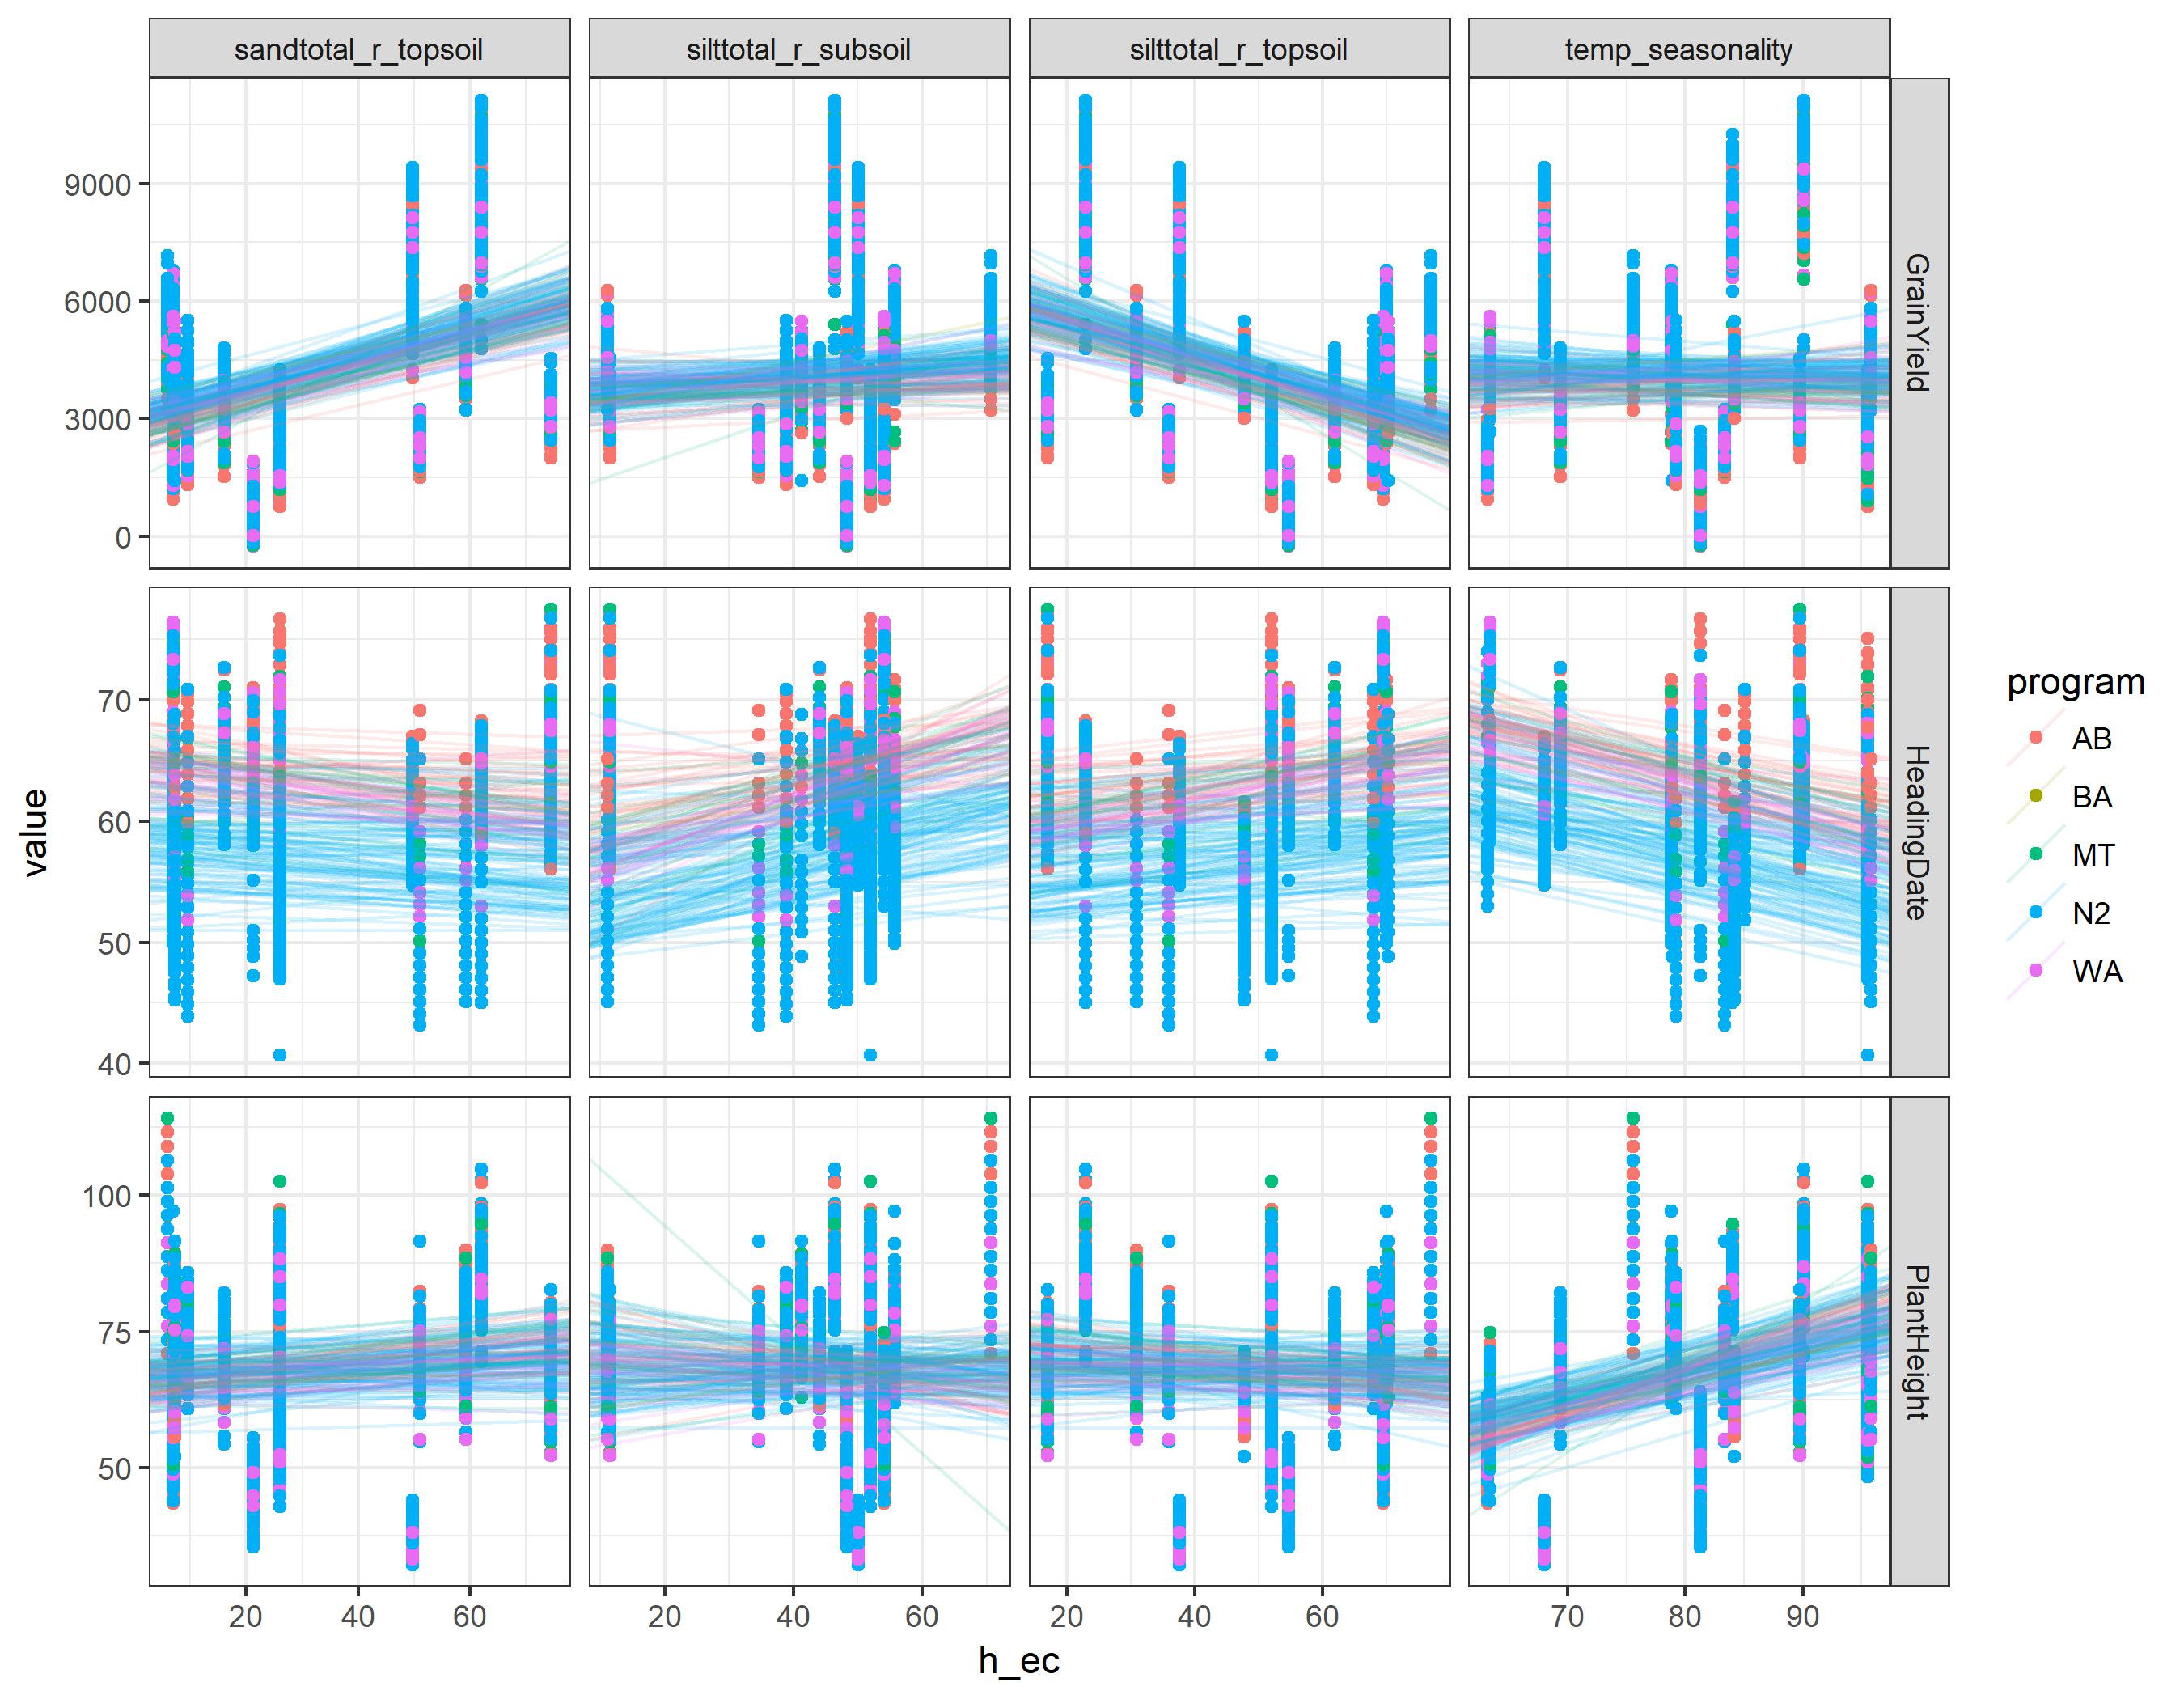 sandtotal_r_topsoil silttotal_r_subsoil silttotal_r_topsoil temp_seasonality
9000
6000
3000
0
GrainYield
70
60
50
40
HeadingDate
100
75
50
PlantHeight
20 40 60 20 40 60 20 40 60 70 80 90
h_ec
value
program
AB
BA
MT
N2
WA